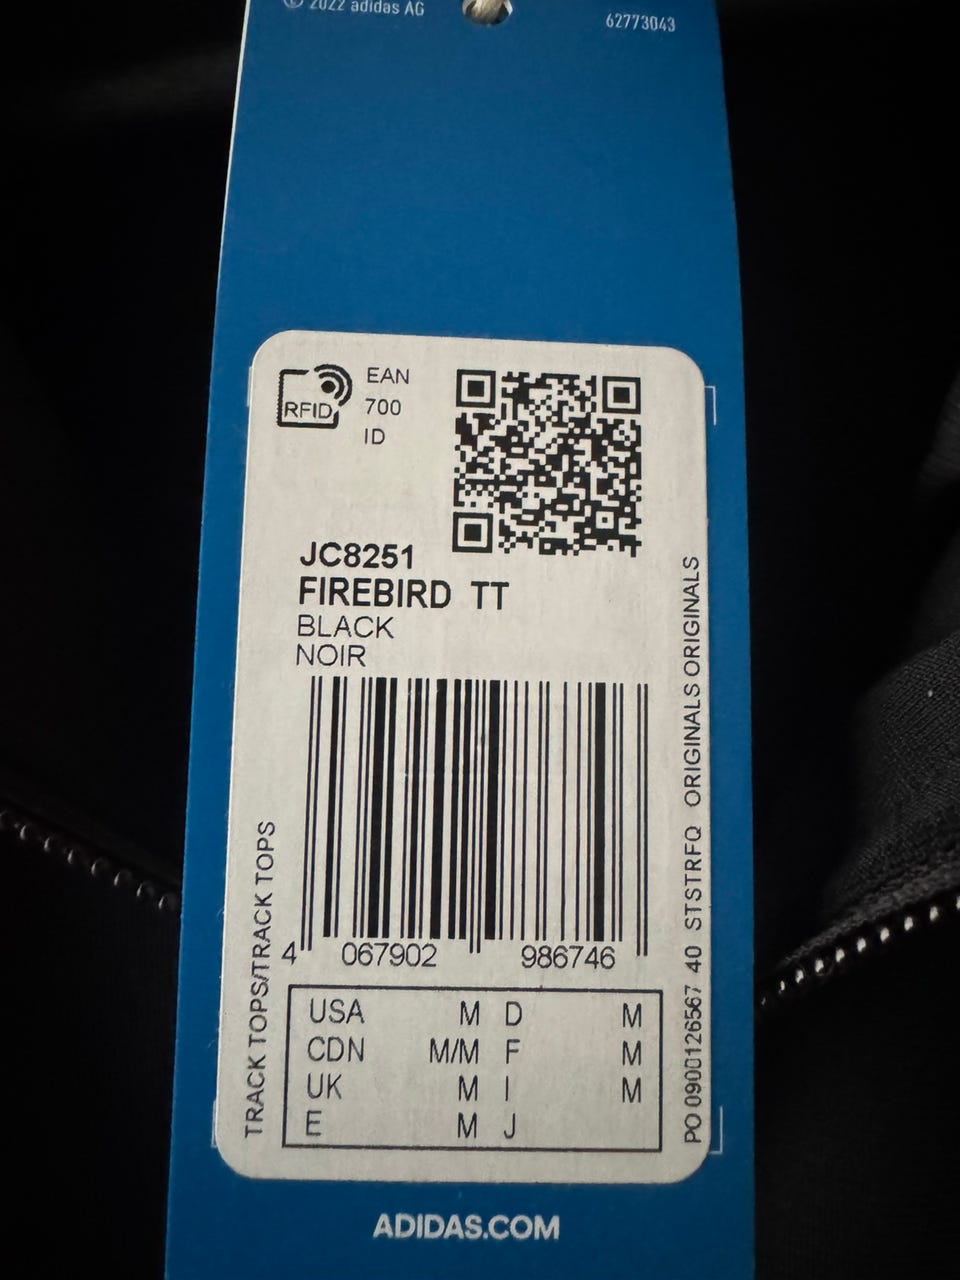 © 2022 adidas AG
62773043
RFID
EAN
700
ID
JC8251
FIREBIRD TT
BLACK
NOIR
4 067902 986746
TRACK TOPS/TRACK TOPS
PO 0900126567 40 STSTRFQ ORIGINALS ORIGINALS
USA M D M
CDN M/M F M
UK M I M
E M J
ADIDAS.COM